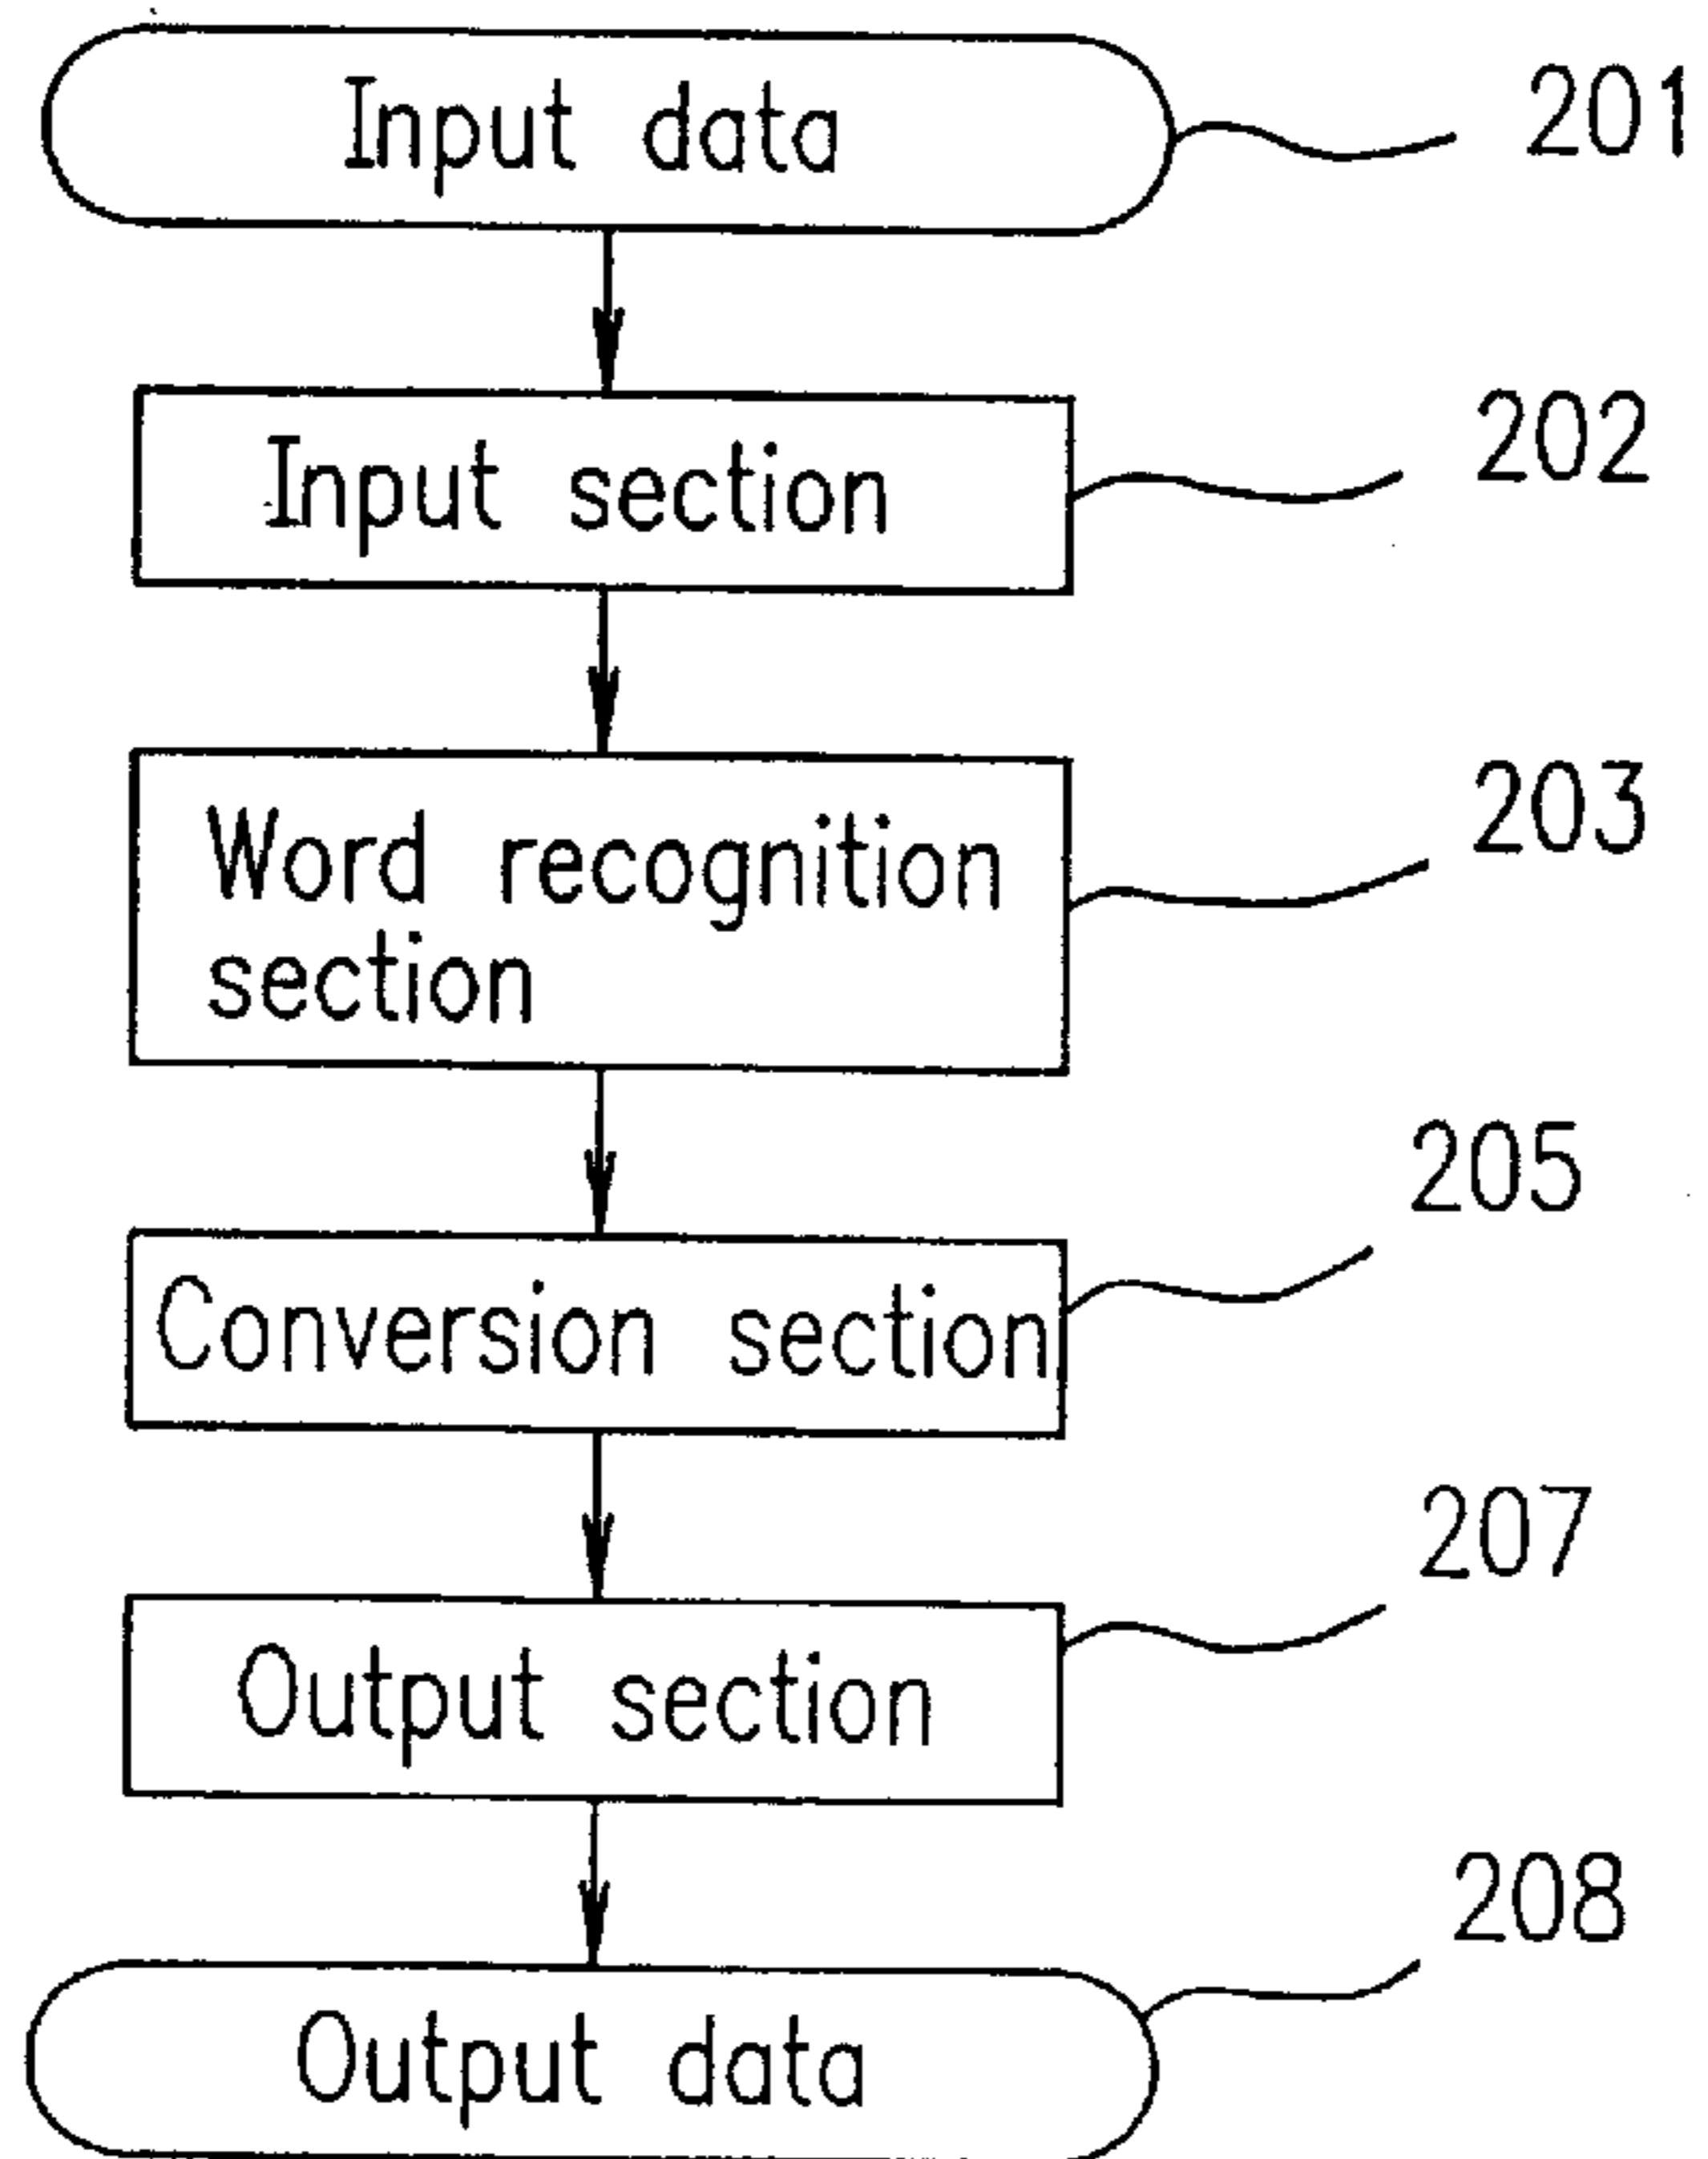 Input data
201
Input section
202
Word recognition
section
203
Conversion section
205
Output section
207
Output data
208